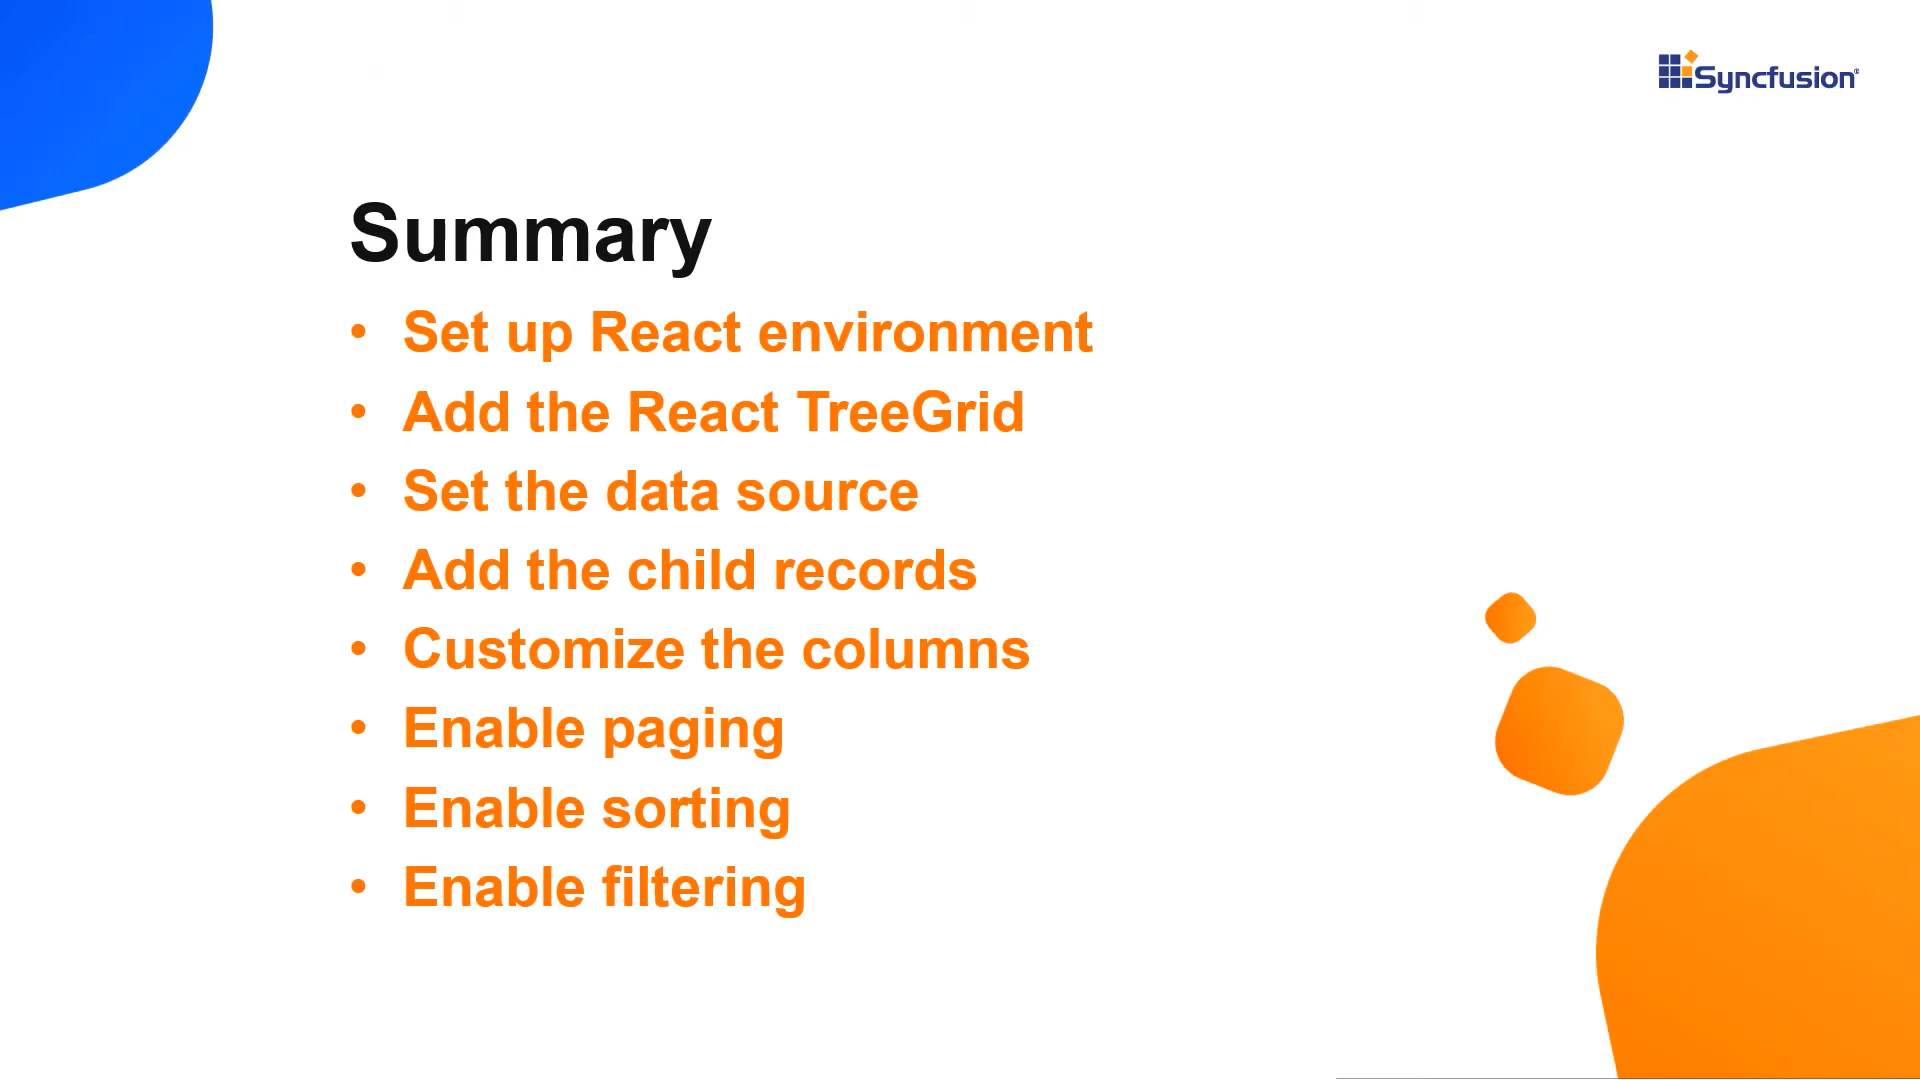 Syncfusion®
Summary
• Set up React environment
• Add the React TreeGrid
• Set the data source
• Add the child records
• Customize the columns
• Enable paging
• Enable sorting
• Enable filtering